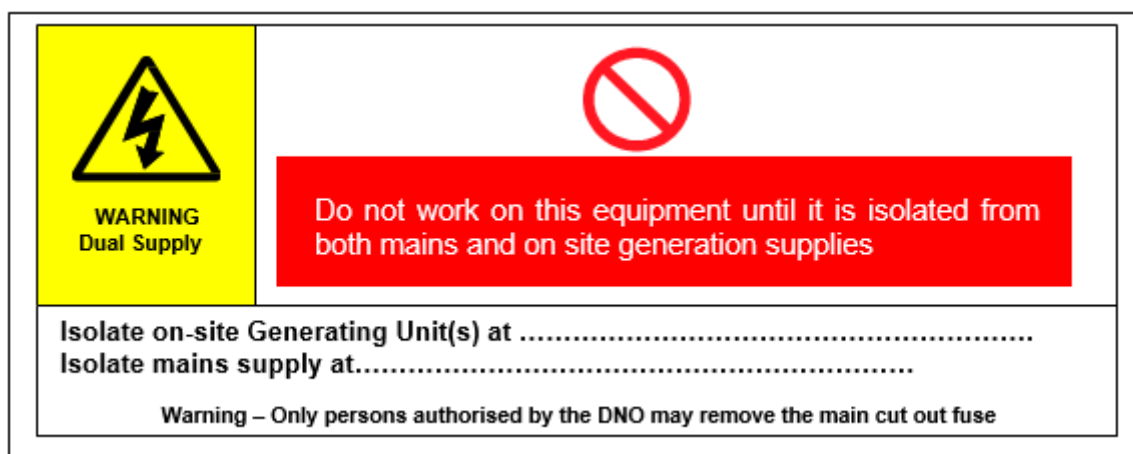 WARNING
Dual Supply
Do not work on this equipment until it is isolated from
both mains and on site generation supplies
Isolate on-site Generating Unit(s) at …………………………………………………
Isolate mains supply at………………………………………………………
Warning – Only persons authorised by the DNO may remove the main cut out fuse